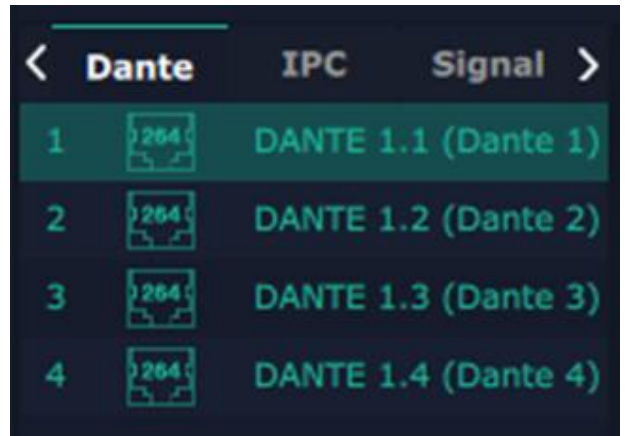 Dante IPC Signal
1 264 DANTE 1.1 (Dante 1)
2 264 DANTE 1.2 (Dante 2)
3 264 DANTE 1.3 (Dante 3)
4 264 DANTE 1.4 (Dante 4)